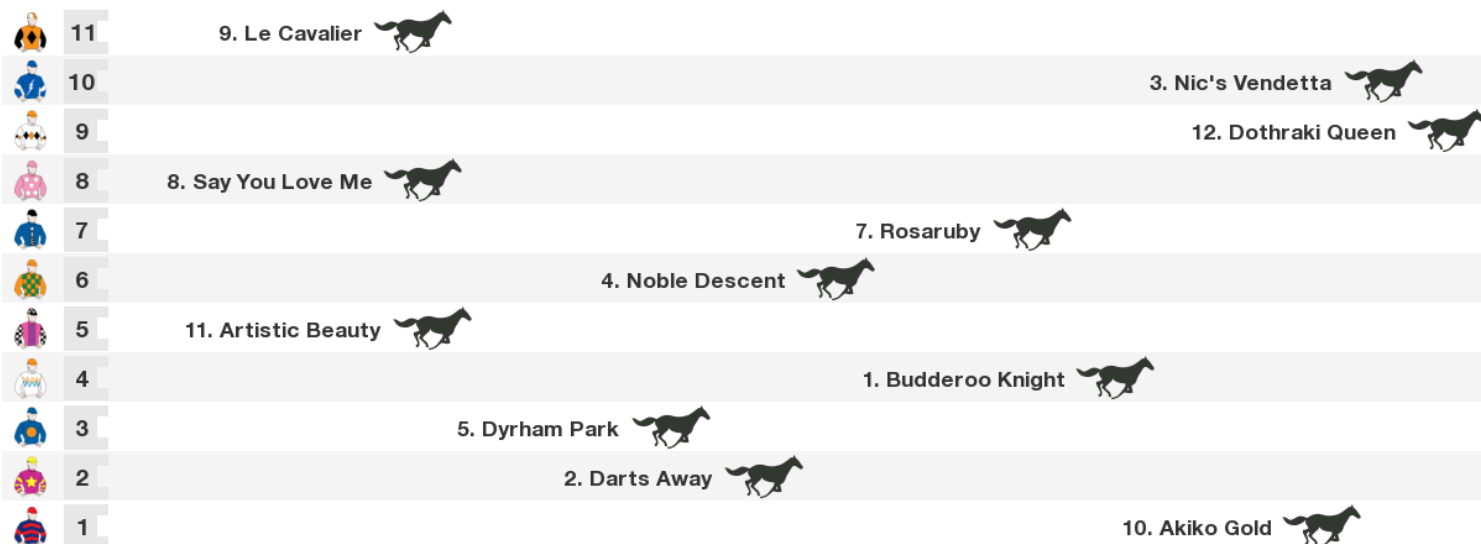 11 9. Le Cavalier
10 3. Nic's Vendetta
9 12. Dothraki Queen
8 8. Say You Love Me
7 7. Rosaruby
6 4. Noble Descent
5 11. Artistic Beauty
4 1. Budderoo Knight
3 5. Dyrham Park
2 2. Darts Away
1 10. Akiko Gold